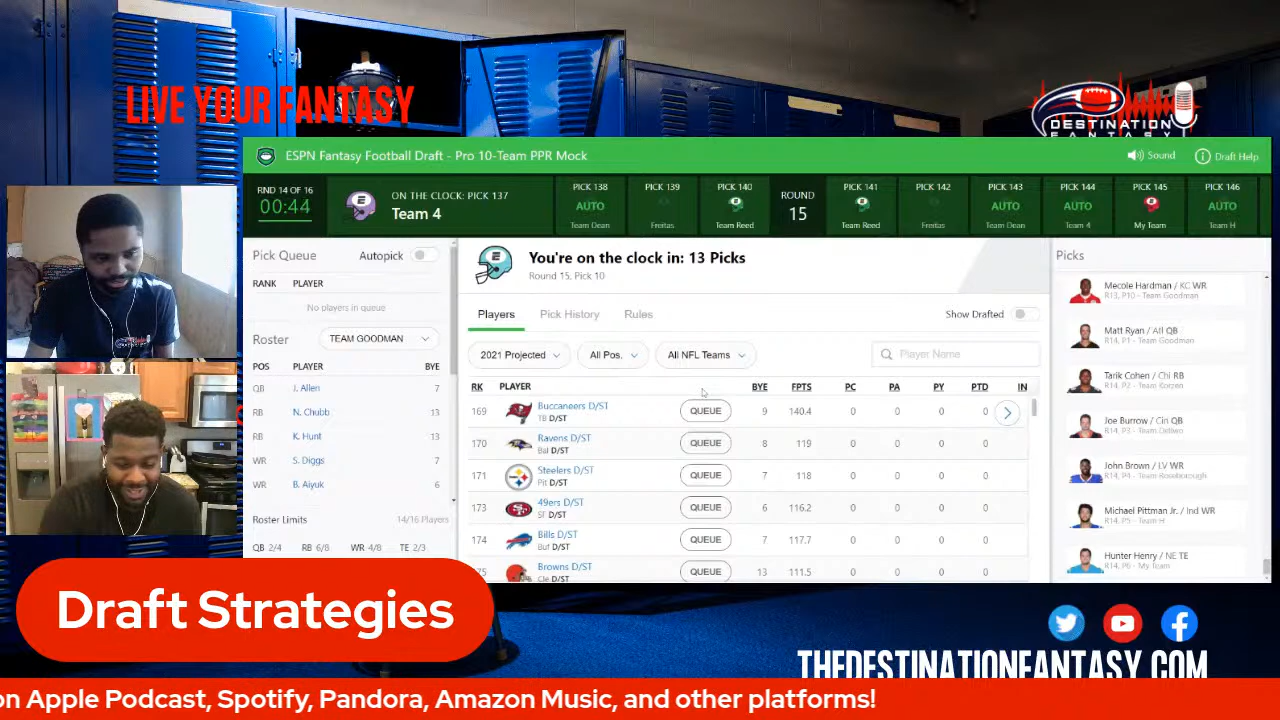 LIVE YOUR FANTASY
DESTINATION
FANTASY
ESPN Fantasy Football Draft - Pro 10-Team PPR Mock
Sound
Draft Help
RND 14 OF 16
00:44
ON THE CLOCK: PICK 137
Team 4
PICK 138
AUTO
Team Dean
PICK 139
Freitas
PICK 140
Team Reed
ROUND
15
PICK 141
Team Reed
PICK 142
Freitas
PICK 143
AUTO
Team Dean
PICK 144
AUTO
Team 4
PICK 145
My Team
PICK 146
AUTO
Team H
Pick Queue
Autopick
RANK PLAYER
No players in queue
Roster
TEAM GOODMAN
POS PLAYER BYE
QB J. Allen 7
RB N. Chubb 13
RB K. Hunt 13
WR S. Diggs 7
WR B. Aiyuk 6
Roster Limits 14/16 Players
QB 2/4 RB 6/8 WR 4/8 TE 2/3
You're on the clock in: 13 Picks
Round 15, Pick 10
Players Pick History Rules
Show Drafted
2021 Projected All Pos. All NFL Teams
Player Name
RK PLAYER BYE FPTS PC PA PY PTD IN
169 Buccaneers D/ST QUEUE 9 140.4 0 0 0 0
TB D/ST
170 Ravens D/ST QUEUE 8 119 0 0 0 0
Bal D/ST
171 Steelers D/ST QUEUE 7 118 0 0 0 0
Pit D/ST
173 49ers D/ST QUEUE 6 116.2 0 0 0 0
SF D/ST
174 Bills D/ST QUEUE 7 117.7 0 0 0 0
Buf D/ST
Browns D/ST QUEUE 13 111.5 0 0 0 0
Cle D/ST
Picks
Mecole Hardman / KC WR
R13, P10 - Team Goodman
Matt Ryan / Atl QB
R14, P1 - Team Goodman
Tarik Cohen / Chi RB
Joe Burrow / Cin QB
John Brown / LV WR
R14, P4 - Team Roseborough
Michael Pittman Jr. / Ind WR
R14, P5 - Team H
Hunter Henry / NE TE
R14, P6 - My Team
Draft Strategies
THEDESTINATIONFANTASY.COM
on Apple Podcast, Spotify, Pandora, Amazon Music, and other platforms!